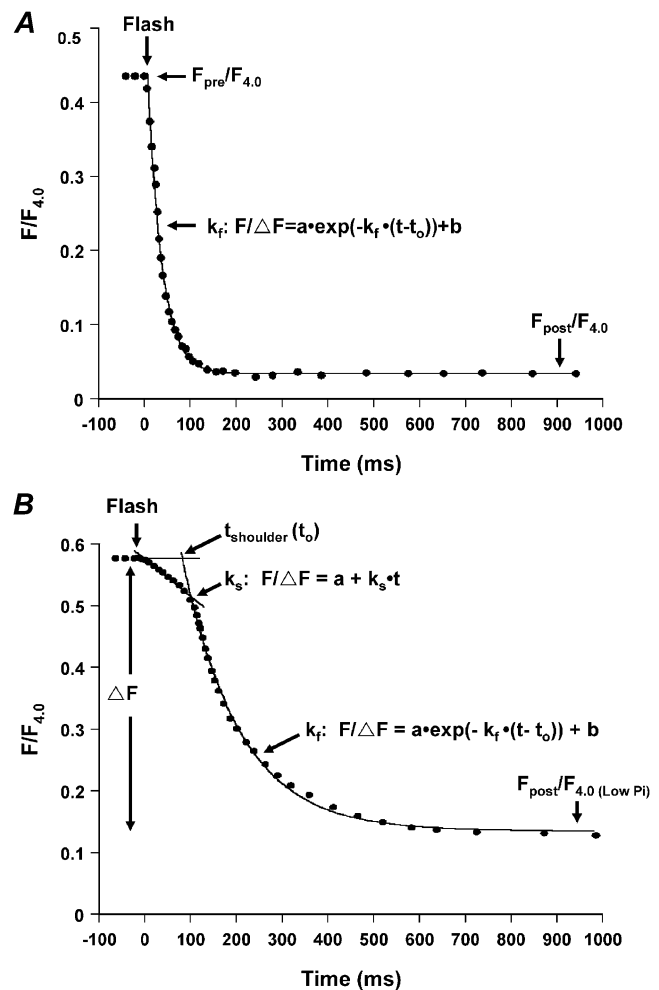 A
Flash
0.5
F_pre/F_4.0
0.4
0.3
F/F_4.0
k_f: F/△F=a•exp(-k_f•(t-t_o))+b
0.2
F_post/F_4.0
0.1
0
-100 0 100 200 300 400 500 600 700 800 900 1000
Time (ms)
B
Flash
t_shoulder (t_o)
0.6
k_s: F/△F = a + k_s•t
0.5
0.4
△F
F/F_4.0
0.3
k_f: F/△F = a•exp(- k_f•(t- t_o)) + b
0.2
F_post/F_4.0 (Low Pi)
0.1
0
-100 0 100 200 300 400 500 600 700 800 900 1000
Time (ms)